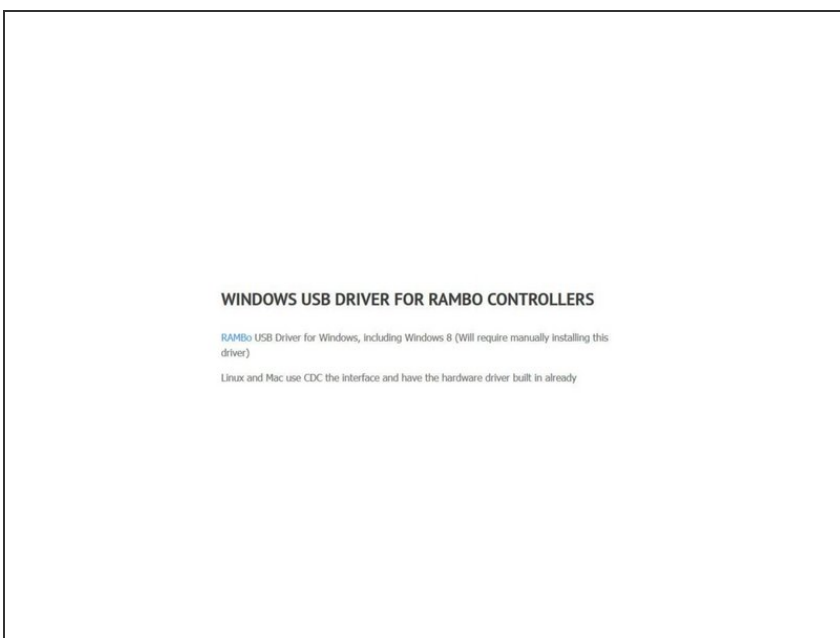 WINDOWS USB DRIVER FOR RAMBO CONTROLLERS
RAMBo USB Driver for Windows, including Windows 8 (Will require manually installing this
driver)
Linux and Mac use CDC the interface and have the hardware driver built in already